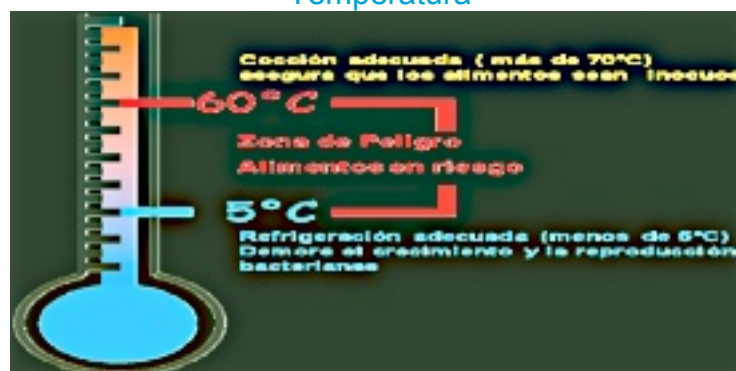 Temperatura
Cocción adecuada ( más de 70°C)
asegura que los alimentos sean inocuos
60°C
Zona de Peligro
Alimentos en riesgo
5°C
Refrigeración adecuada (menos de 5°C)
Demora el crecimiento y la reproducción
bacterianas